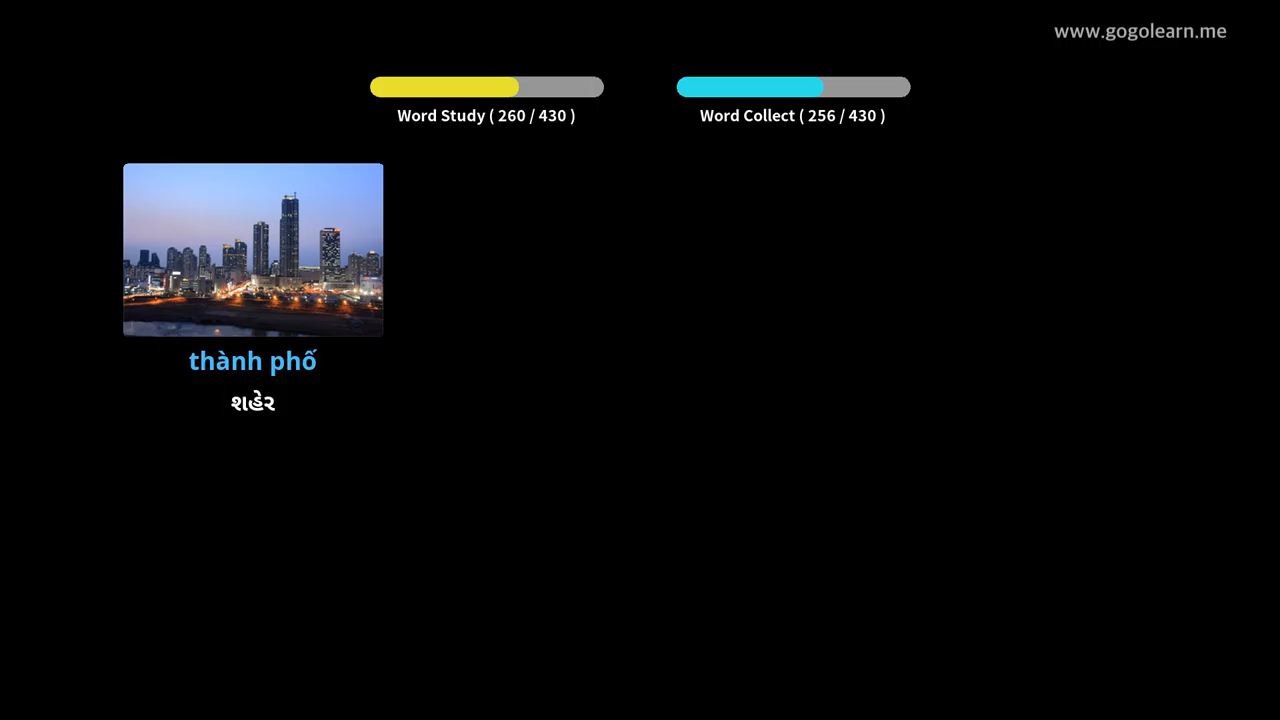 www.gogolearn.me
Word Study ( 260 / 430 )
Word Collect ( 256 / 430 )
thành phố
શહેર